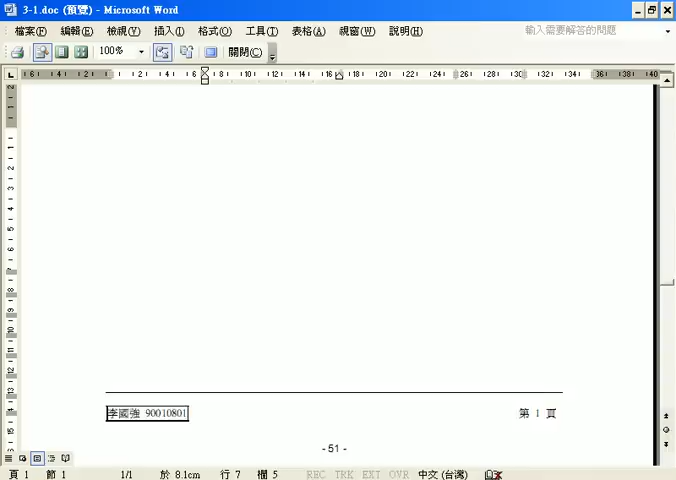 3-1.doc (預覽) - Microsoft Word
檔案(F) 編輯(E) 檢視(V) 插入(I) 格式(O) 工具(T) 表格(A) 視窗(W) 說明(H) 輸入需要解答的問題
100% 關閉(C)
李國強 90010801 第 1 頁
- 51 -
頁 1 節 1 1/1 於 8.1cm 行 7 欄 5 REC TRK EXT OVR 中文 (台灣)